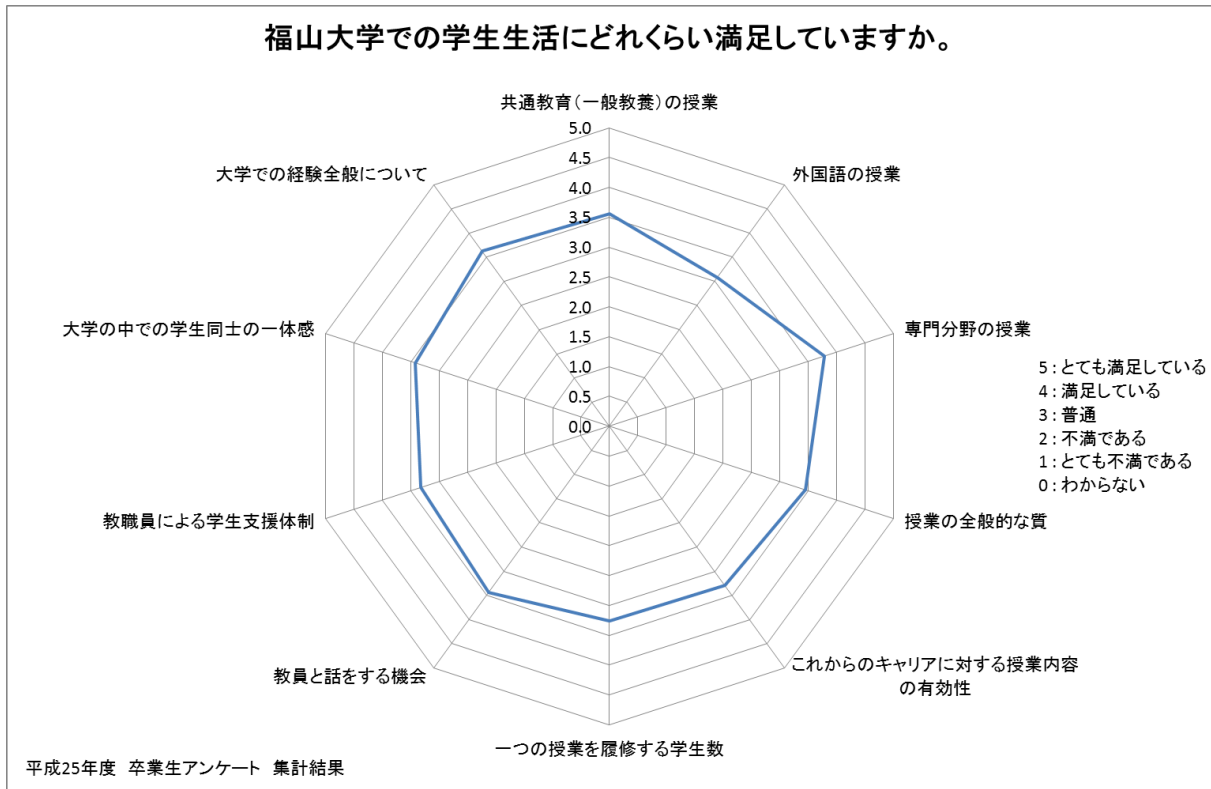 福山大学での学生生活にどれくらい満足していますか。
共通教育(一般教養)の授業
外国語の授業
専門分野の授業
授業の全般的な質
これからのキャリアに対する授業内容
の有効性
一つの授業を履修する学生数
教員と話をする機会
教職員による学生支援体制
大学の中での学生同士の一体感
大学での経験全般について
5.0
4.5
4.0
3.5
3.0
2.5
2.0
1.5
1.0
0.5
0.0
5:とても満足している
4:満足している
3:普通
2:不満である
1:とても不満である
0:わからない
平成25年度 卒業生アンケート 集計結果